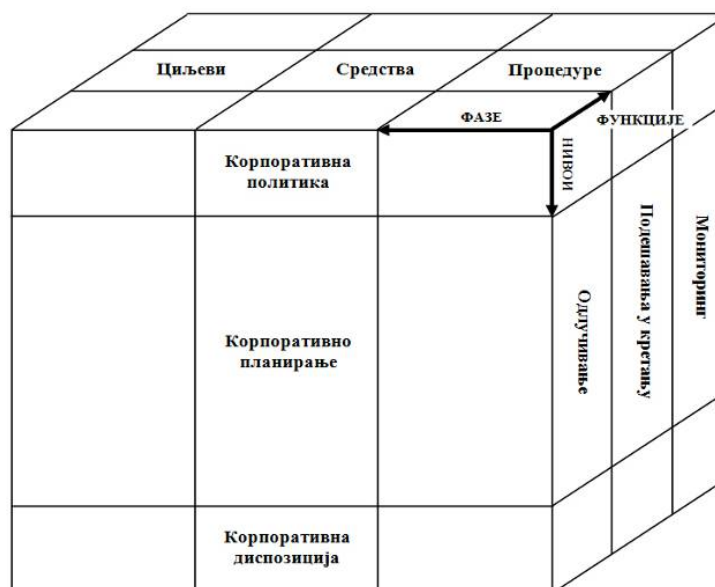 Циљеви
Средства
Процедуре
ФАЗЕ
ФУНКЦИЈЕ
НИВОИ
Корпоративна
политика
Корпоративно
планирање
Корпоративна
диспозиција
Одлучивање
Подешавања у кретању
Мониторинг